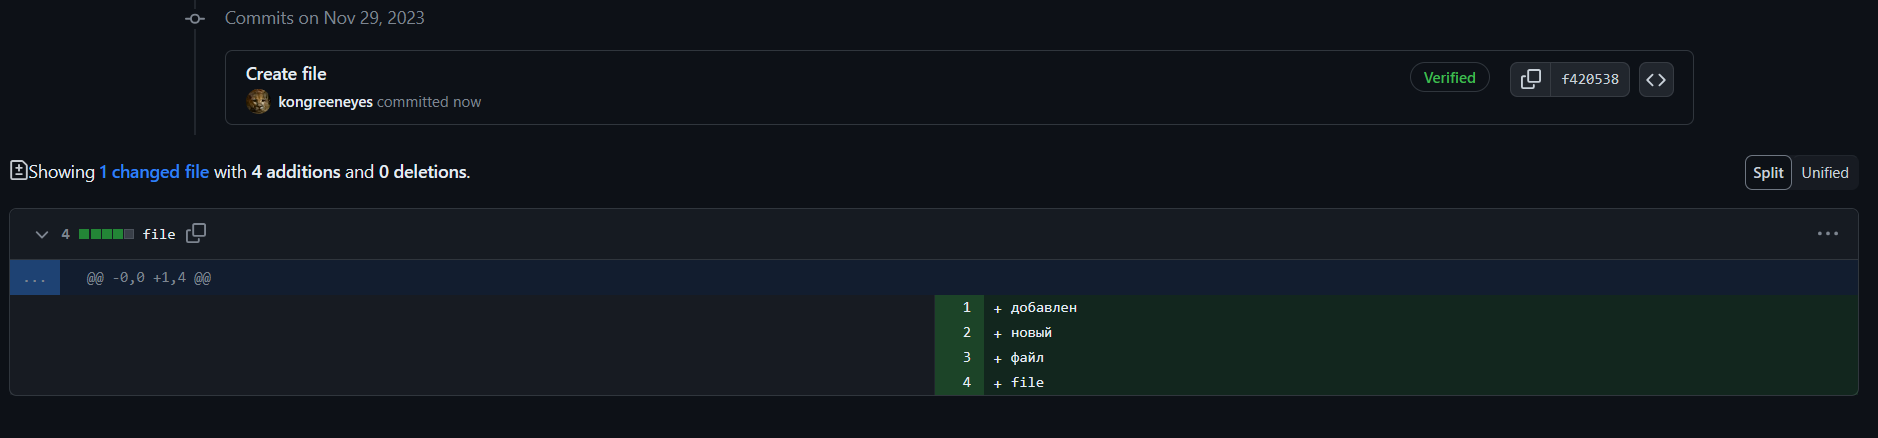 Commits on Nov 29, 2023
Create file
Verified
f420538
kongreeneyes committed now
Showing 1 changed file with 4 additions and 0 deletions.
Split Unified
4 file
... @@ -0,0 +1,4 @@
1 + добавлен
2 + новый
3 + файл
4 + file